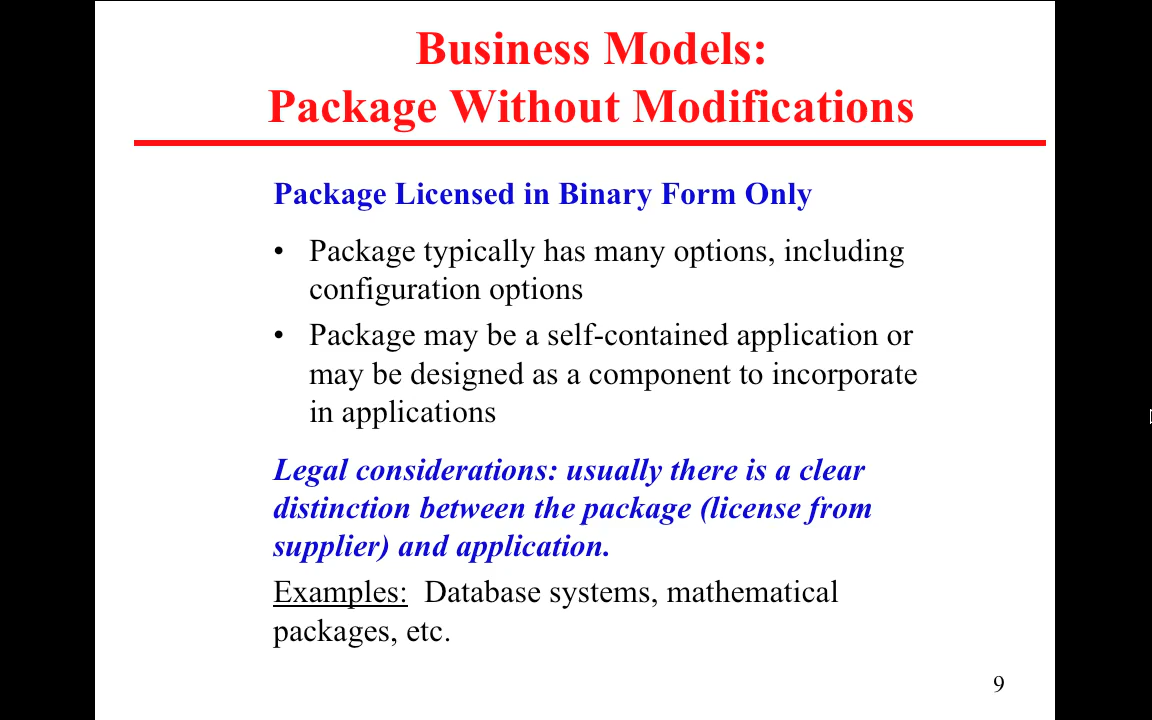 Business Models:
Package Without Modifications
Package Licensed in Binary Form Only
• Package typically has many options, including
configuration options
• Package may be a self-contained application or
may be designed as a component to incorporate
in applications
Legal considerations: usually there is a clear
distinction between the package (license from
supplier) and application.
Examples: Database systems, mathematical
packages, etc.
9